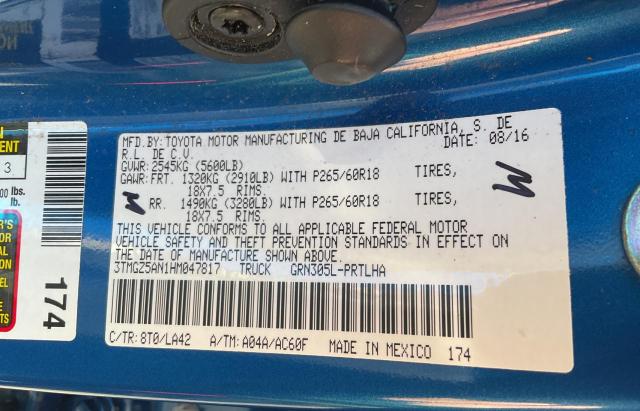 MFD.BY: TOYOTA MOTOR MANUFACTURING DE BAJA CALIFORNIA, S. DE
R.L. DE C.V. DATE: 08/16
GVWR: 2545KG (5600LB)
GAWR: FRT. 1320KG (2910LB) WITH P265/60R18 TIRES,
18X7.5 RIMS.
RR. 1490KG (3280LB) WITH P265/60R18 TIRES,
18X7.5 RIMS.
THIS VEHICLE CONFORMS TO ALL APPLICABLE FEDERAL MOTOR
VEHICLE SAFETY AND THEFT PREVENTION STANDARDS IN EFFECT ON
THE DATE OF MANUFACTURE SHOWN ABOVE.
3TMGZ5AN1HM047817 TRUCK GRN305L-PRTLHA
C/TR: 8T0/LA42 A/TM: A04A/AC60F MADE IN MEXICO 174
174
3
lbs.
lb.